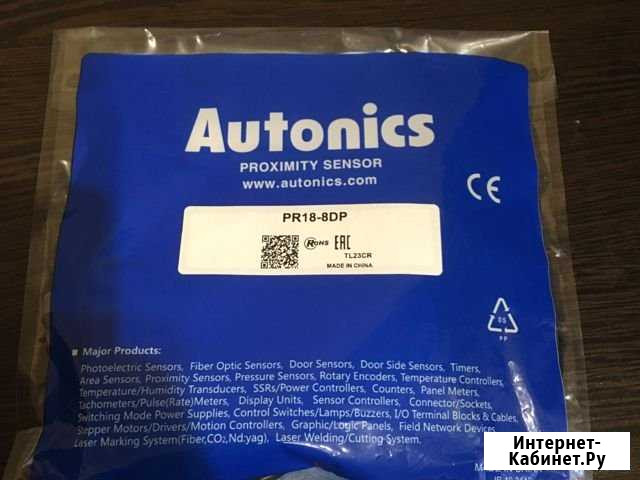 Autonics
PROXIMITY SENSOR
www.autonics.com
CE
PR18-8DP
RoHS EAC
TL23CR
MADE IN CHINA
05
PP
■ Major Products:
Photoelectric Sensors, Fiber Optic Sensors, Door Sensors, Door Side Sensors, Timers,
Area Sensors, Proximity Sensors, Pressure Sensors, Rotary Encoders, Temperature Controllers,
Temperature/Humidity Transducers, SSRs/Power Controllers, Counters, Panel Meters,
Tachometers/Pulse(Rate)Meters, Display Units, Sensor Controllers, Connector/Sockets,
Switching Mode Power Supplies, Control Switches/Lamps/Buzzers, I/O Terminal Blocks & Cables,
Stepper Motors/Drivers/Motion Controllers, Graphic/Logic Panels, Field Network Devices,
Laser Marking System(Fiber,CO₂,Nd:yag), Laser Welding/Cutting System.
Интернет-
Кабинет.Ру